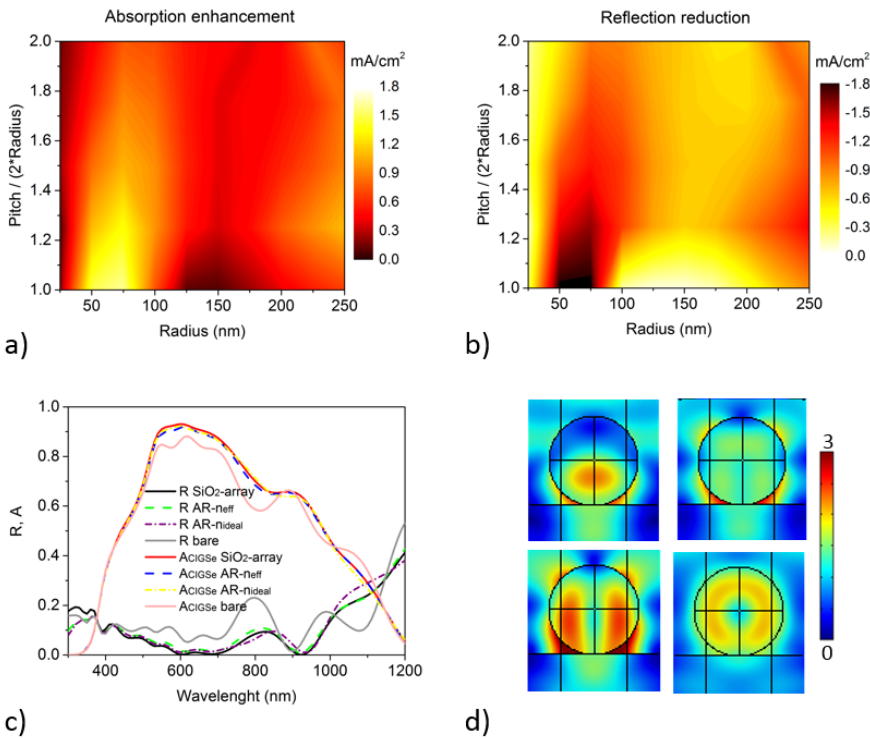 Absorption enhancement
mA/cm²
2.0
1.8
1.6
1.4
1.2
1.0
Pitch / (2*Radius)
50
100
150
200
250
Radius (nm)
1.8
1.5
1.2
0.9
0.6
0.3
0.0
a)
Reflection reduction
mA/cm²
2.0
1.8
1.6
1.4
1.2
1.0
Pitch / (2*Radius)
50
100
150
200
250
Radius (nm)
-1.8
-1.5
-1.2
-0.9
-0.6
-0.3
0.0
b)
1.0
0.8
0.6
0.4
0.2
0.0
R, A
R SiO2-array
R AR-neff
R AR-nideal
R bare
ACIGSe SiO2-array
ACIGSe AR-neff
ACIGSe AR-nideal
ACIGSe bare
400
600
800
1000
1200
Wavelenght (nm)
c)
3
0
d)